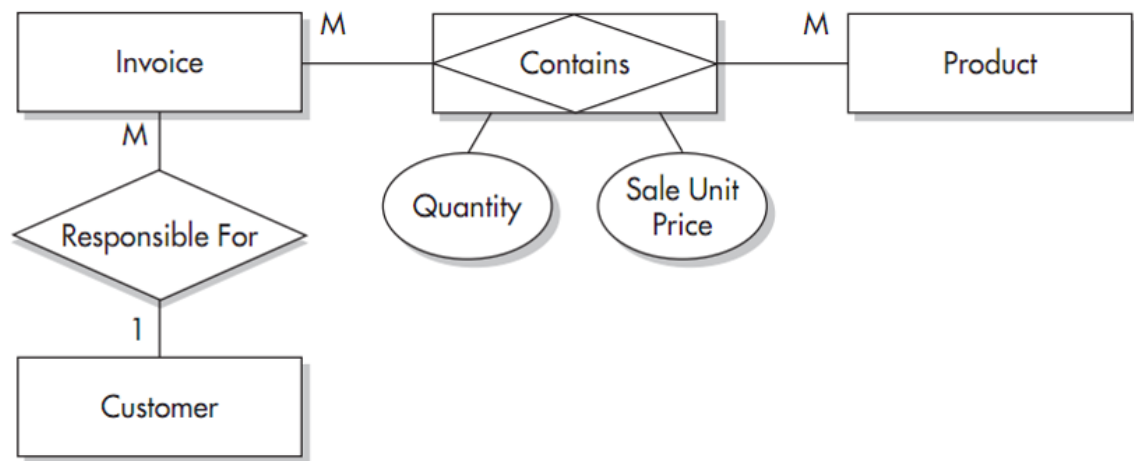 Invoice
M
Contains
M
Product
M
Quantity
Sale Unit
Price
Responsible For
1
Customer